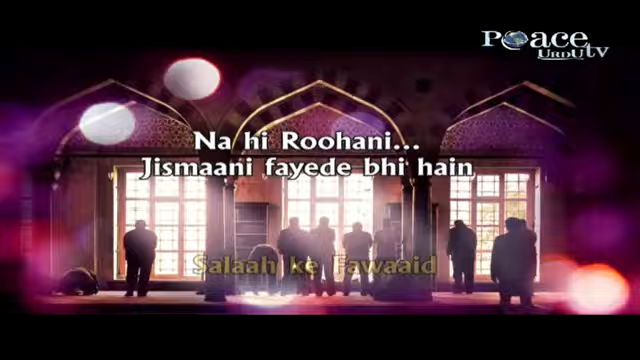 Peace
URDU tv
Na hi Roohani...
Jismaani fayede bhi hain
Salaah ke Fawaaid